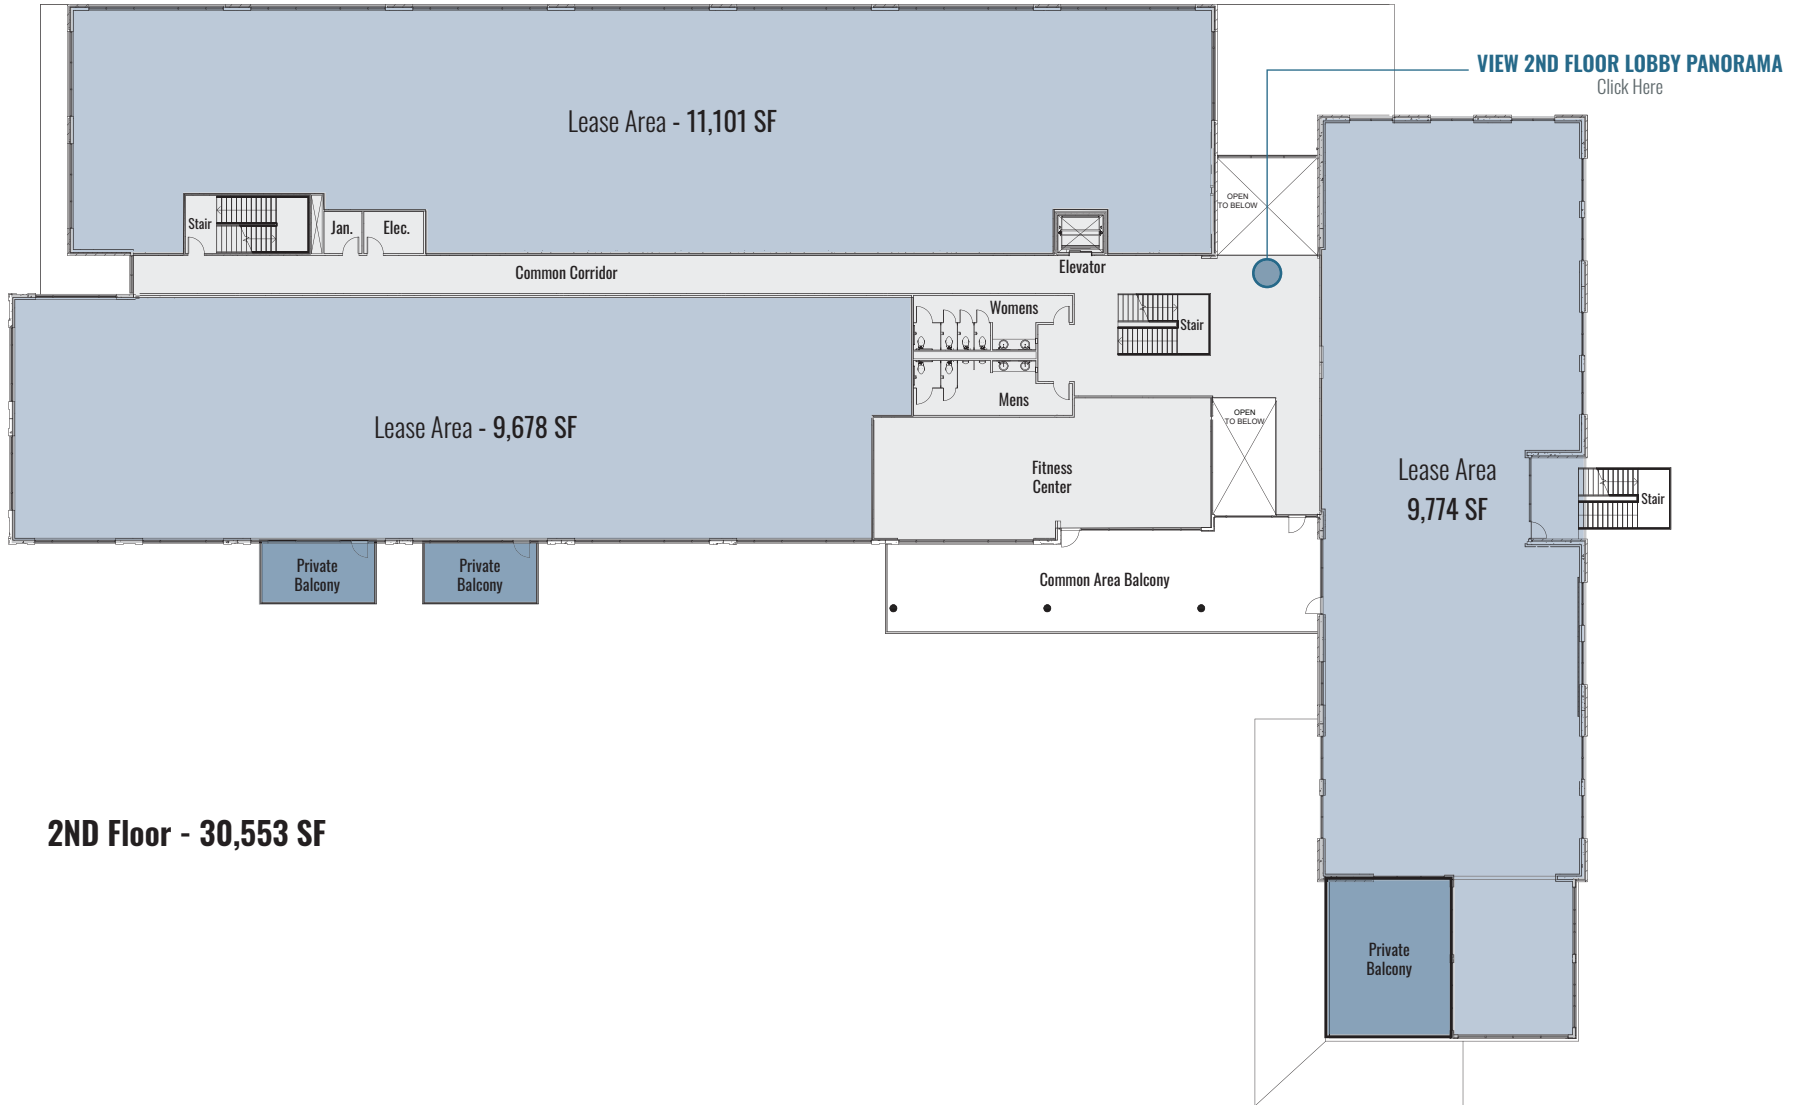 VIEW 2ND FLOOR LOBBY PANORAMA
Click Here
Lease Area - 11,101 SF
OPEN
TO BELOW
Stair
Jan.
Elec.
Common Corridor
Elevator
Womens
Stair
Mens
OPEN
TO BELOW
Lease Area - 9,678 SF
Fitness
Center
Lease Area
9,774 SF
Stair
Private
Balcony
Private
Balcony
Common Area Balcony
2ND Floor - 30,553 SF
Private
Balcony